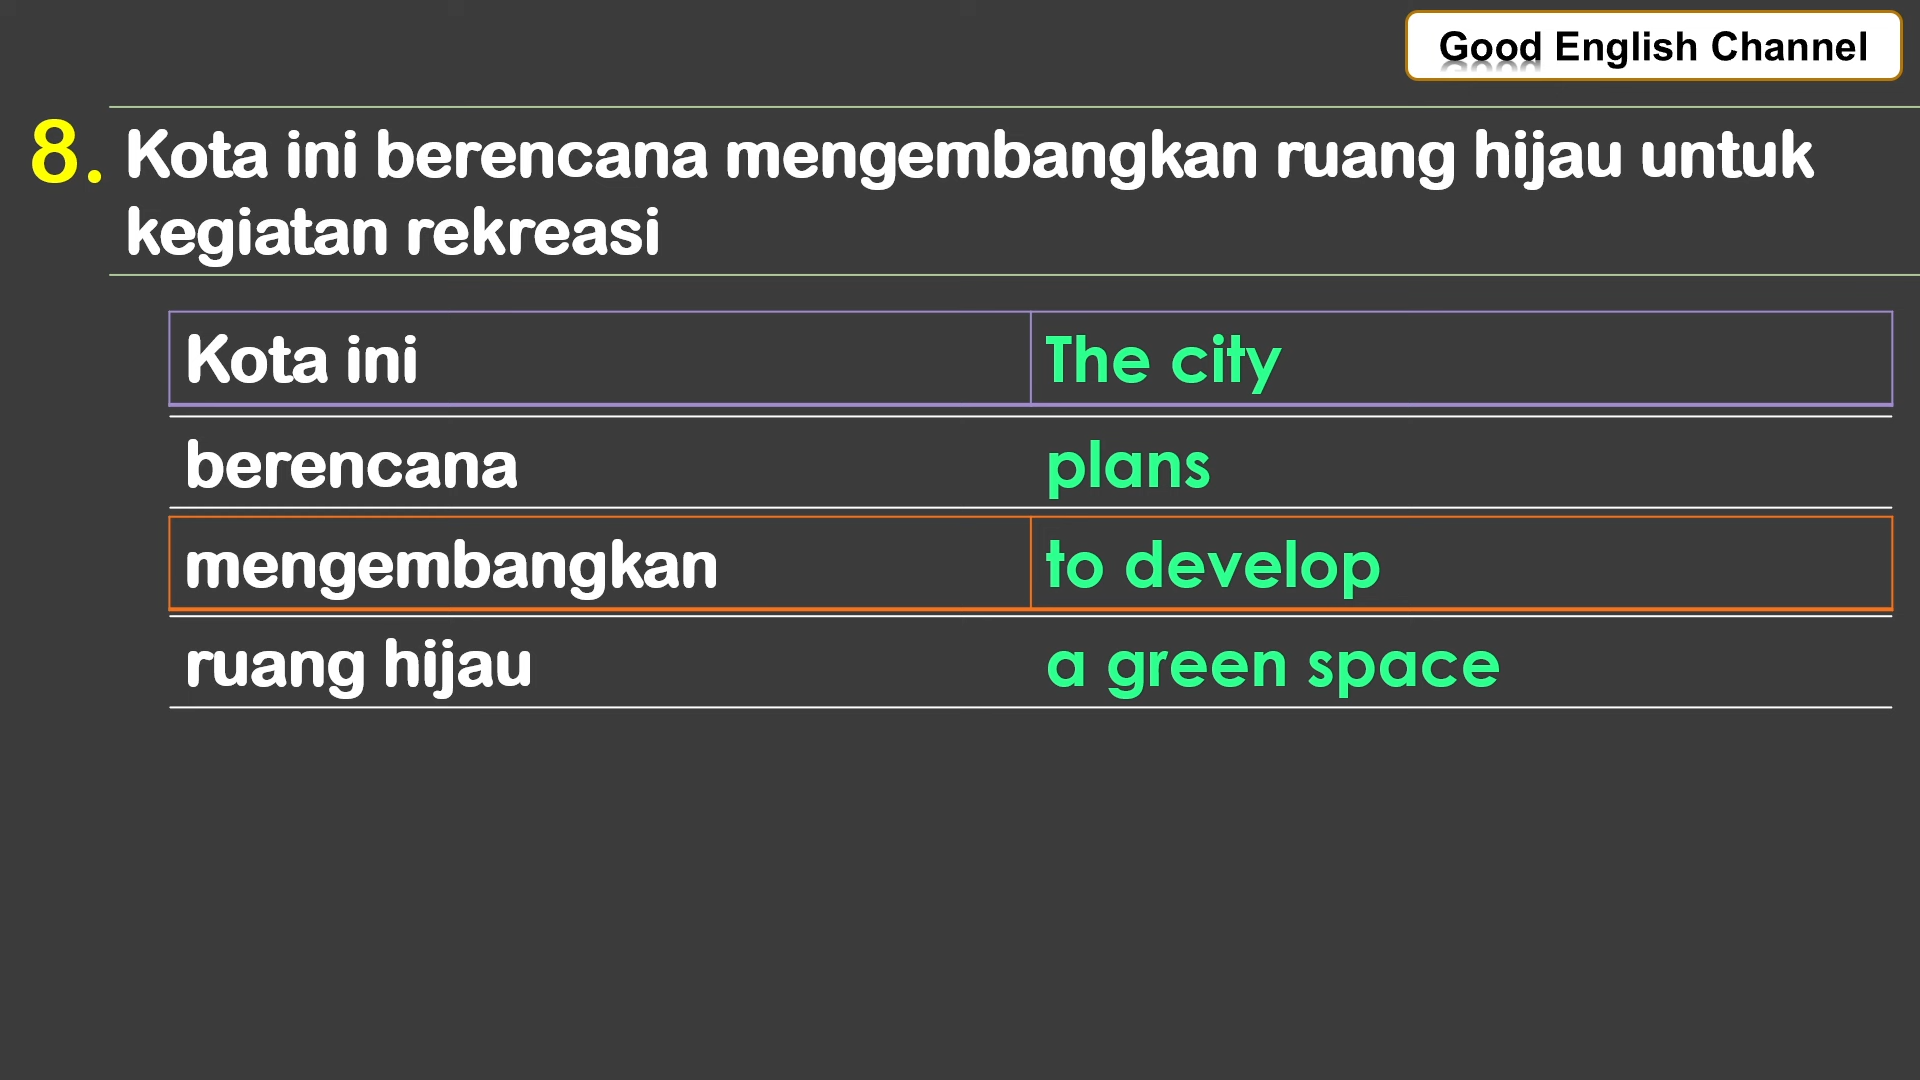 Good English Channel
8. Kota ini berencana mengembangkan ruang hijau untuk
kegiatan rekreasi
Kota ini The city
berencana plans
mengembangkan to develop
ruang hijau a green space